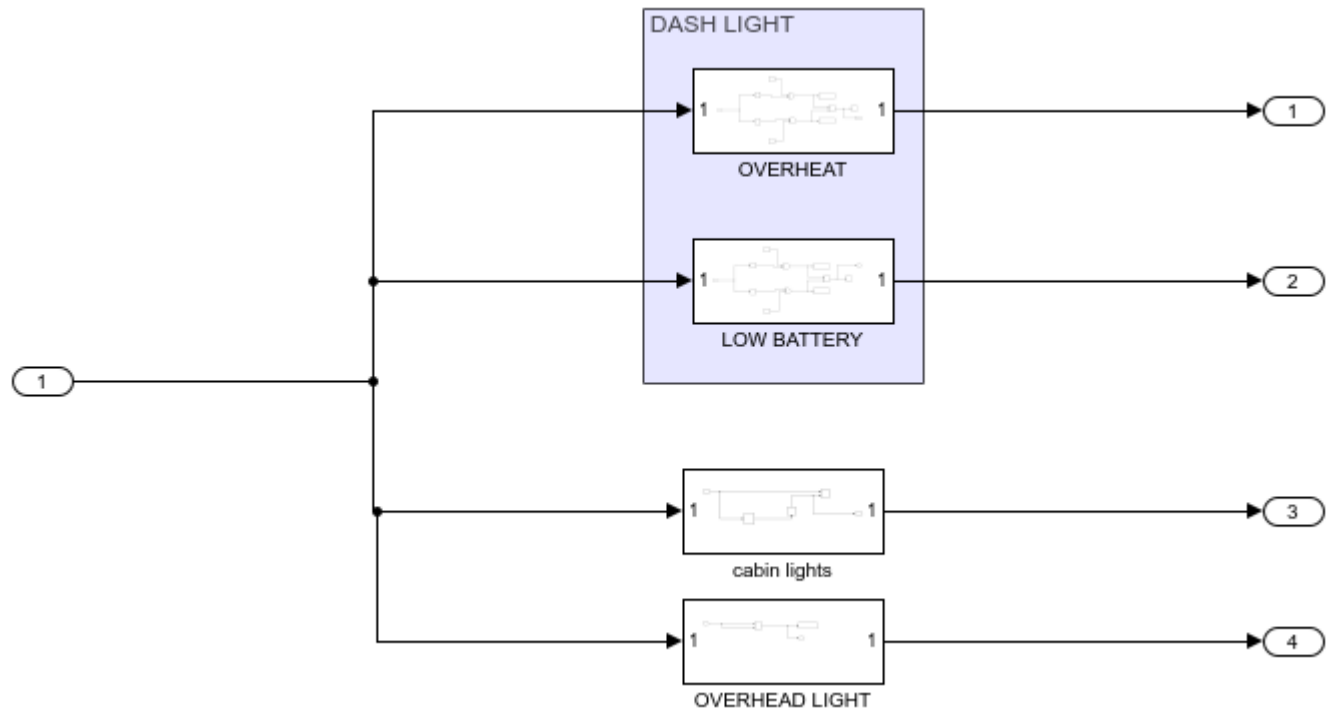 DASH LIGHT
1 1
1
OVERHEAT
1 1
2
LOW BATTERY
1
1 1
3
cabin lights
1 1
4
OVERHEAD LIGHT